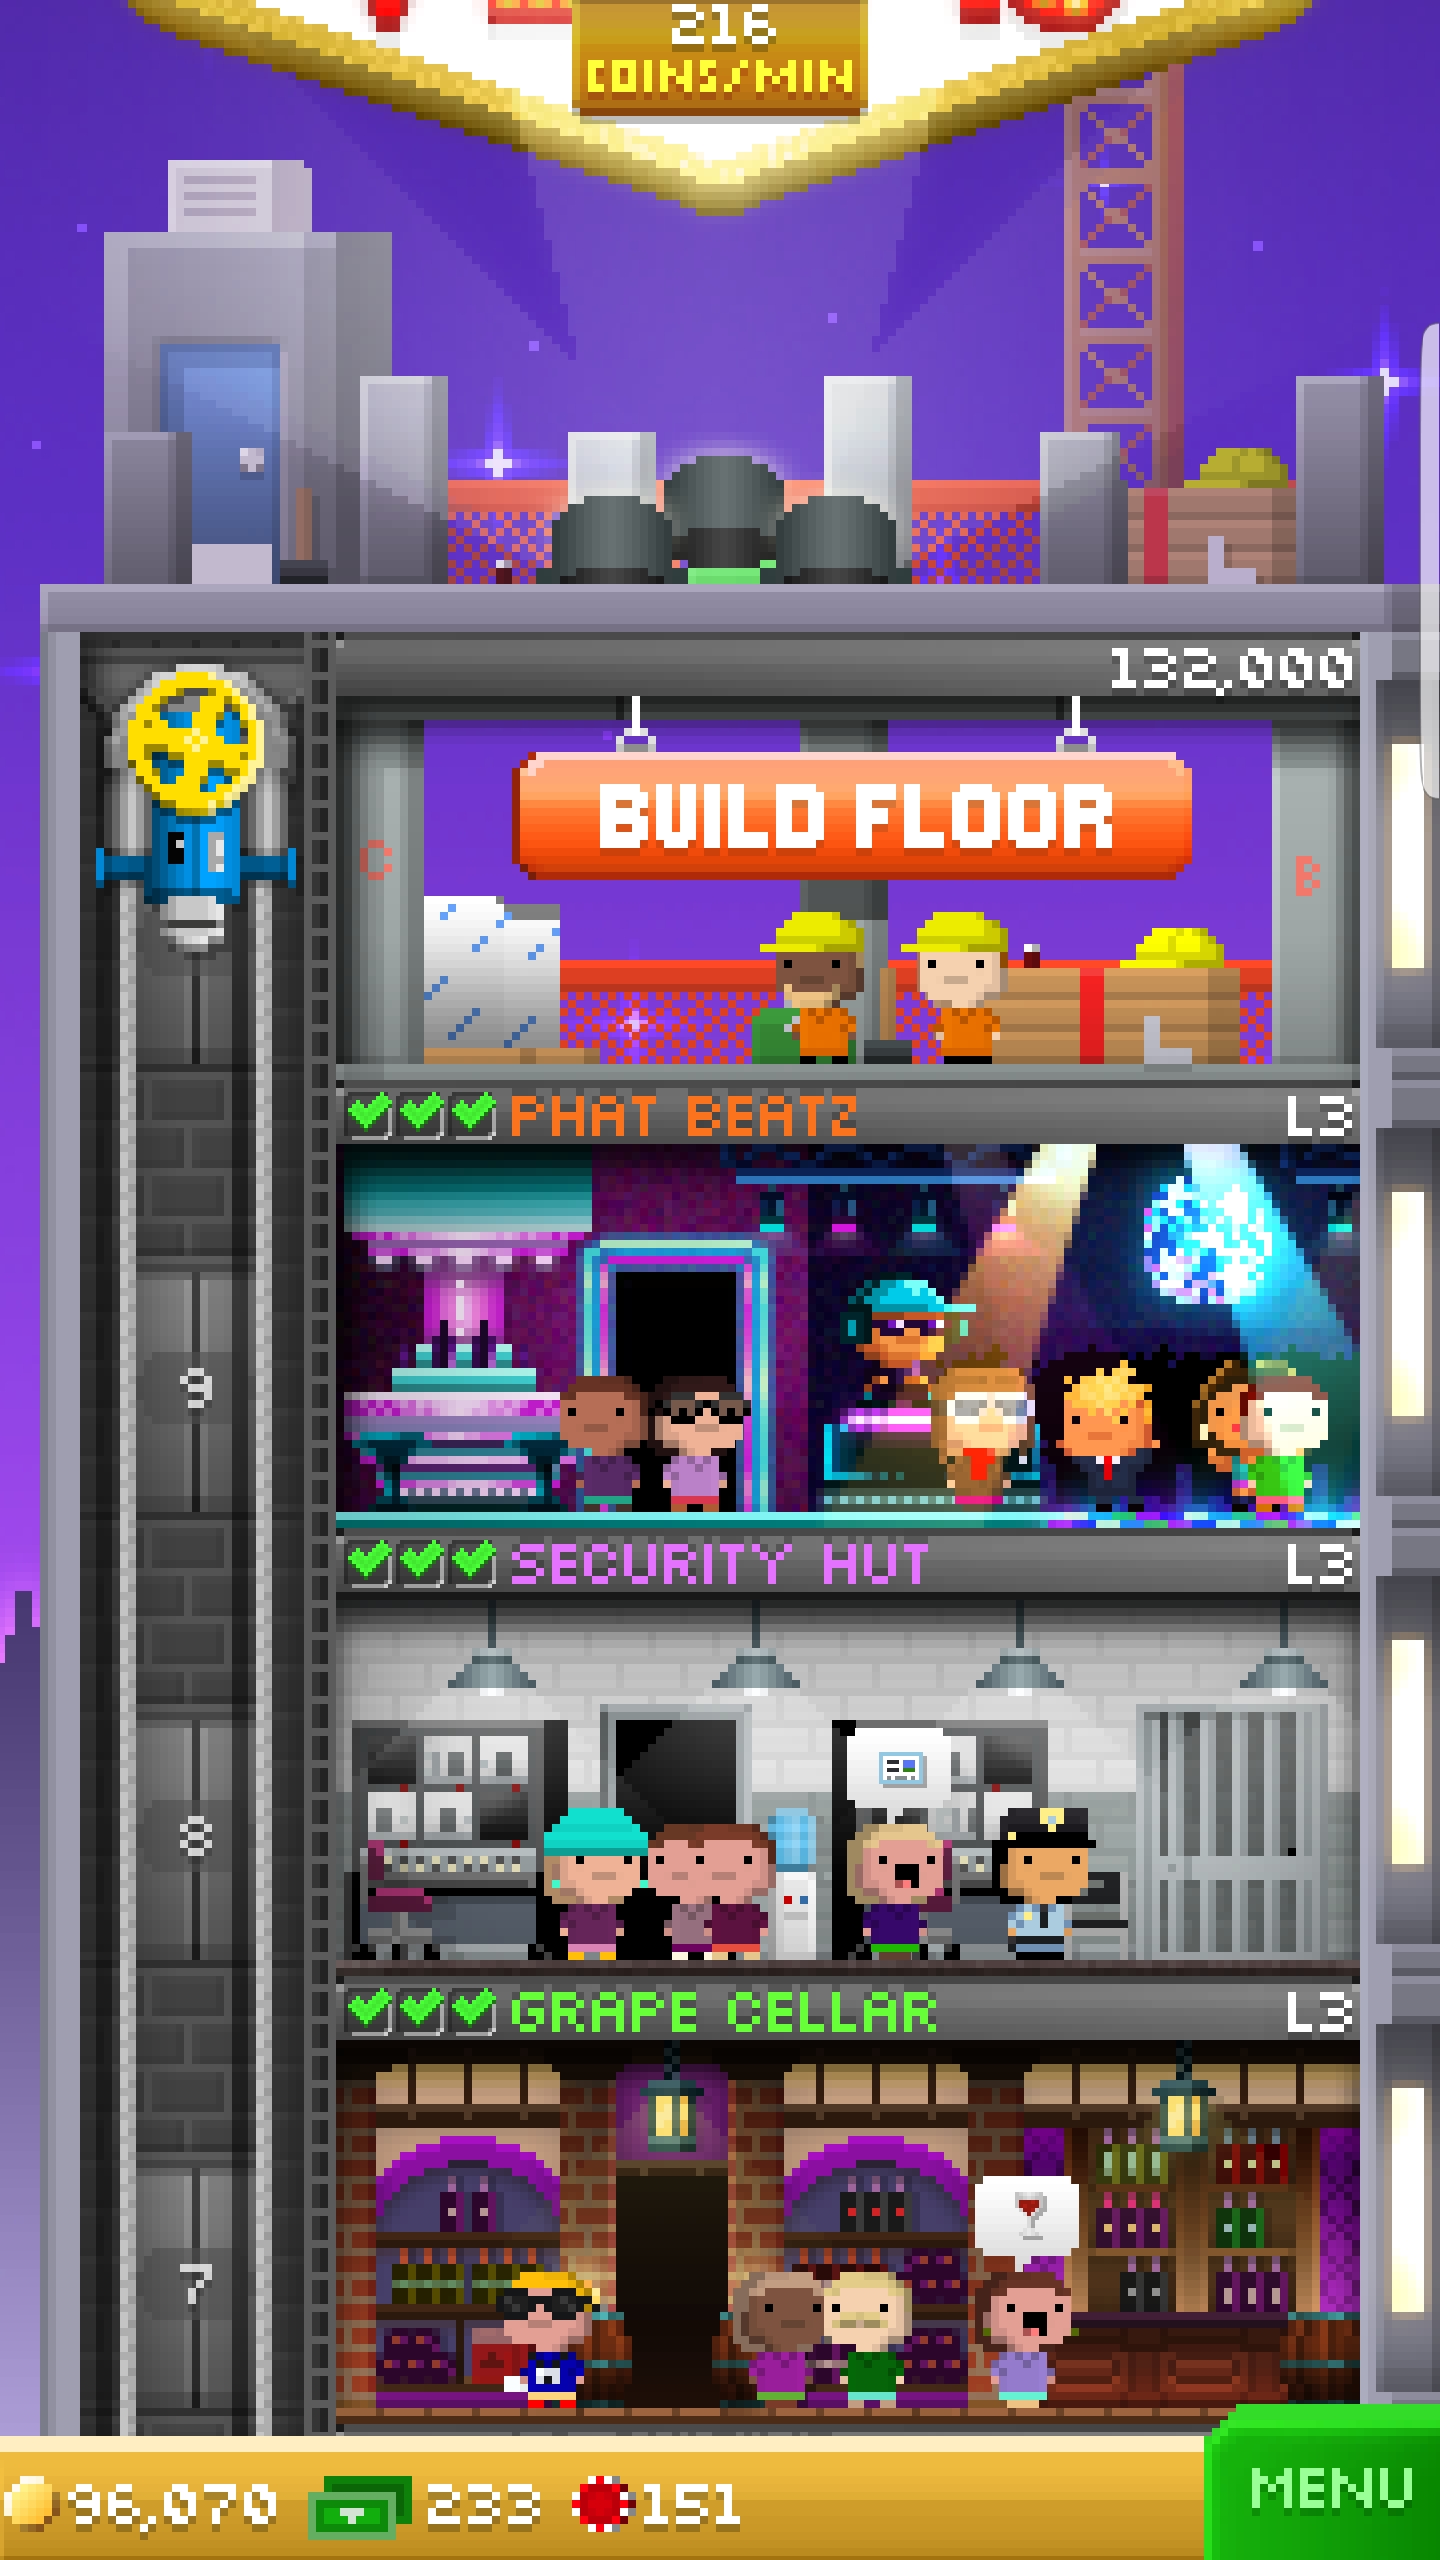 216
COINS/MIN
132,000
BUILD FLOOR
C
B
PHAT BEATZ L3
9
SECURITY HUT L3
8
GRAPE CELLAR L3
7
96,070 233 151
MENU